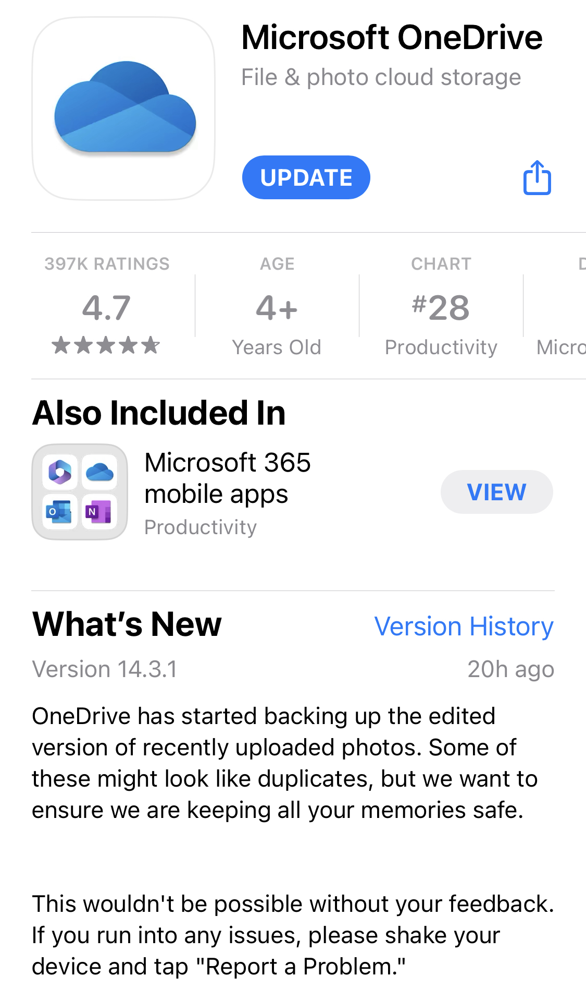 Microsoft OneDrive
File & photo cloud storage
UPDATE
397K RATINGS
4.7
AGE
4+
Years Old
CHART
#28
Productivity
Also Included In
Microsoft 365
mobile apps
Productivity
VIEW
O
N
What's New
Version History
Version 14.3.1
20h ago
OneDrive has started backing up the edited
version of recently uploaded photos. Some of
these might look like duplicates, but we want to
ensure we are keeping all your memories safe.
This wouldn't be possible without your feedback.
If you run into any issues, please shake your
device and tap "Report a Problem."